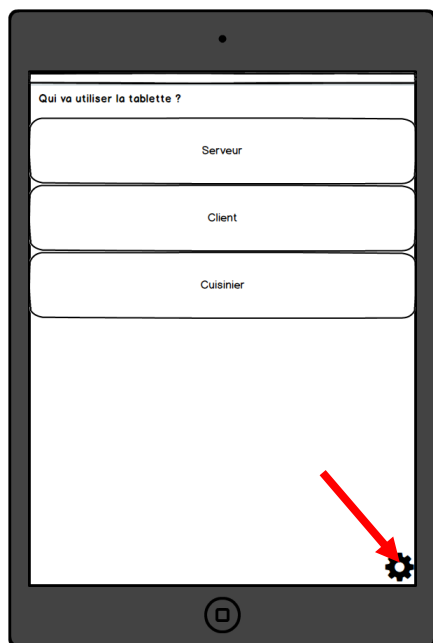 Qui va utiliser la tablette ?
Serveur
Client
Cuisinier